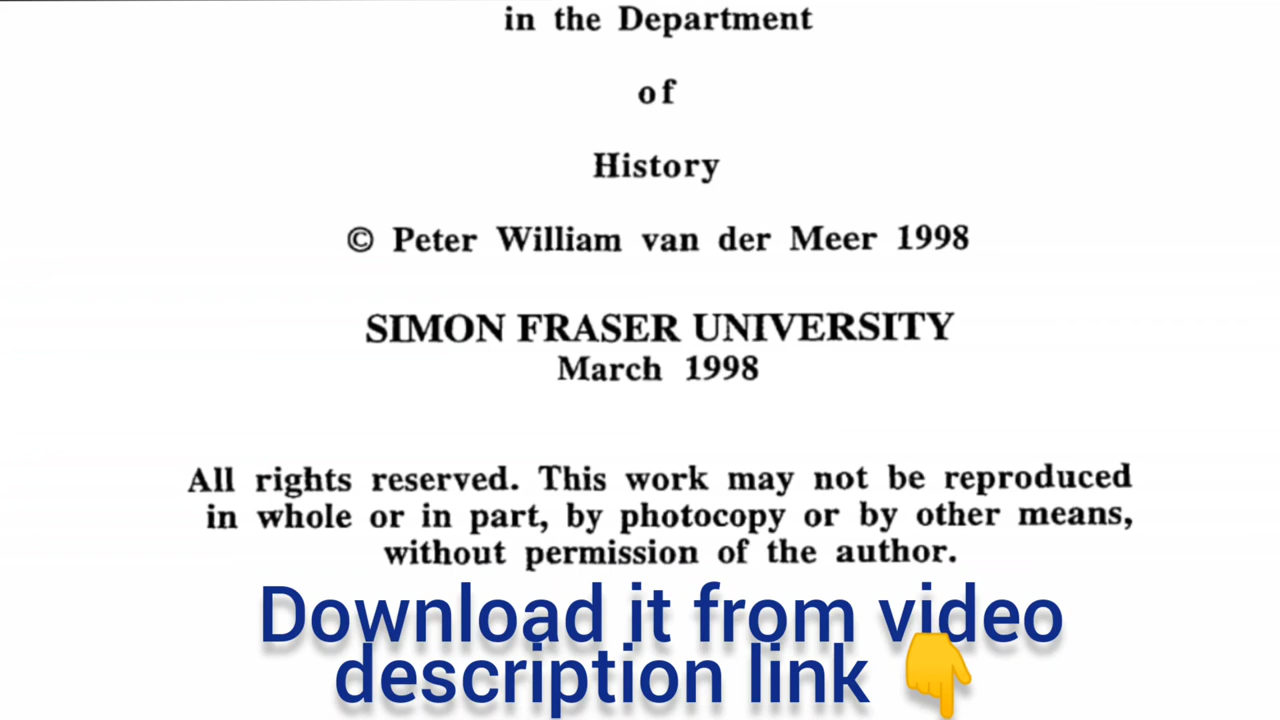 in the Department
of
History
© Peter William van der Meer 1998
SIMON FRASER UNIVERSITY
March 1998
All rights reserved. This work may not be reproduced
in whole or in part, by photocopy or by other means,
without permission of the author.
Download it from video
description link 👇